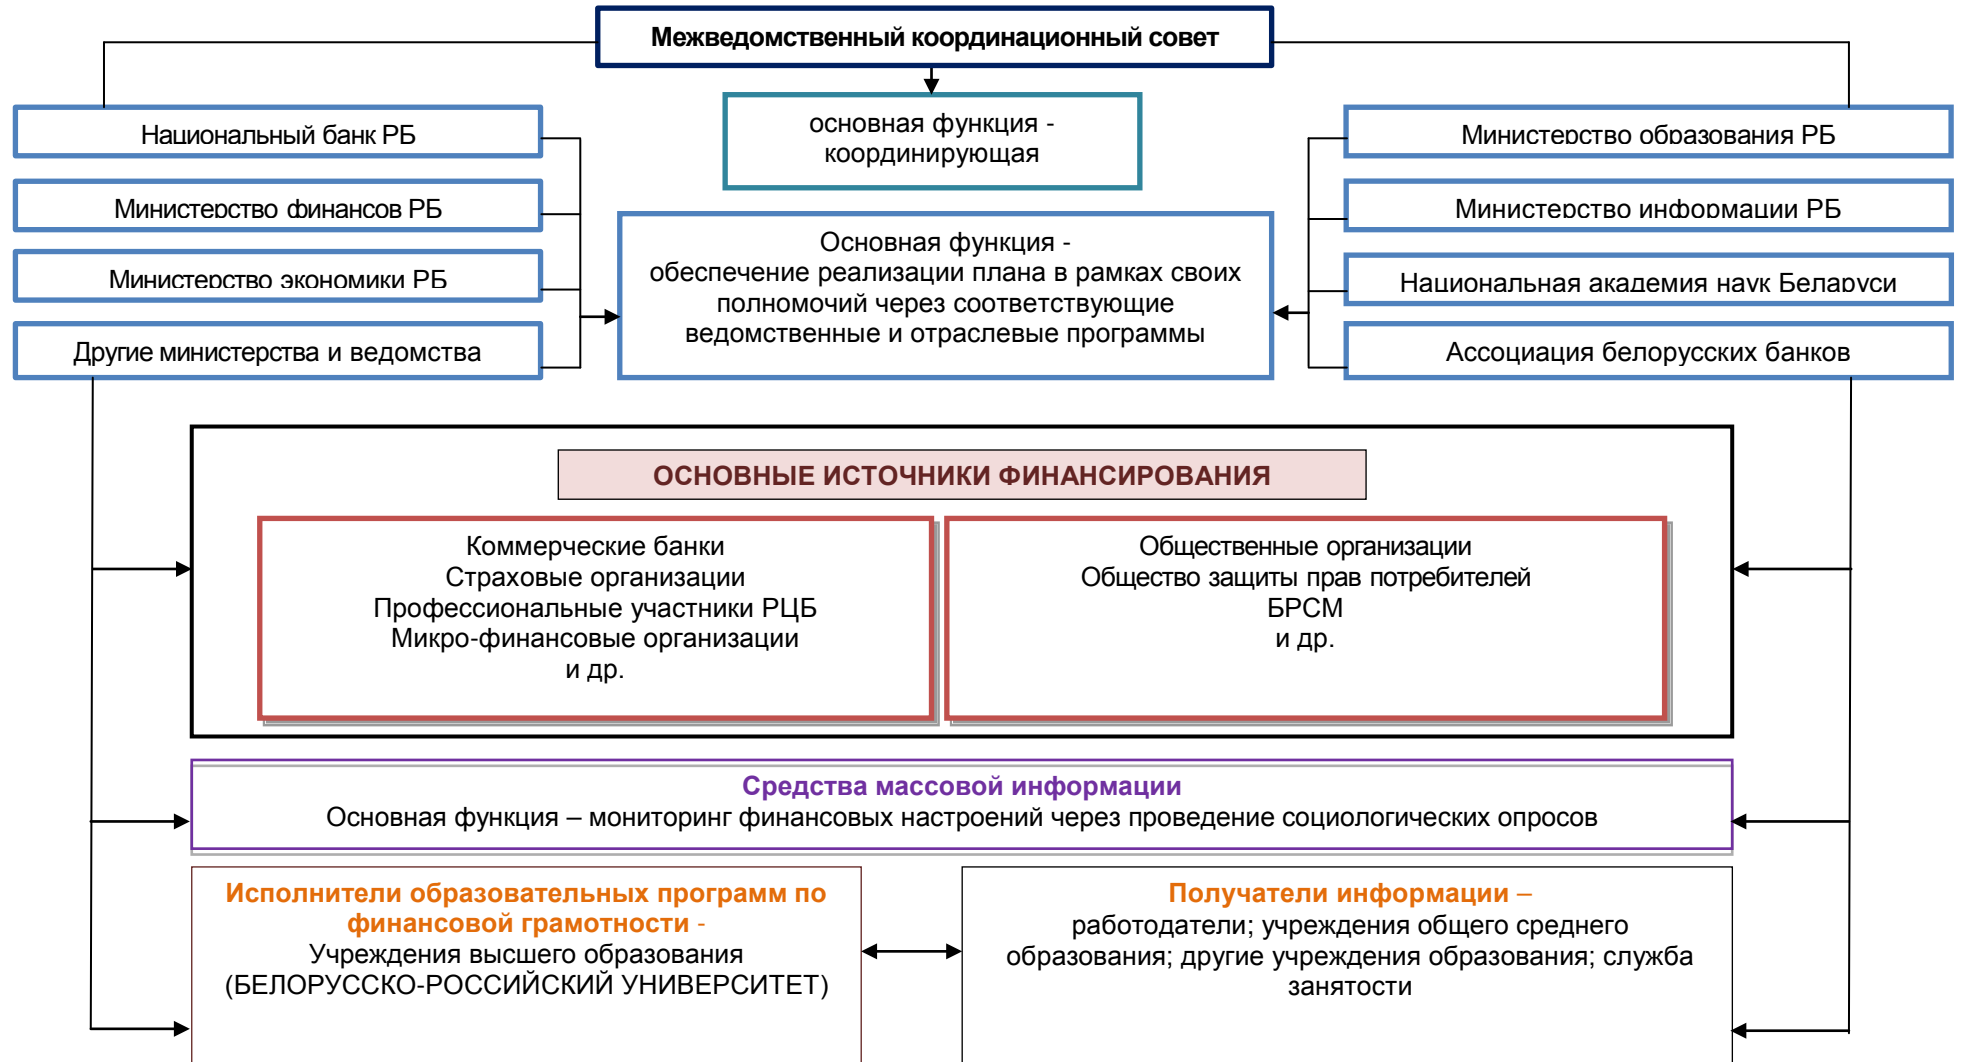 Межведомственный координационный совет
основная функция -
координирующая
Национальный банк РБ
Министерство финансов РБ
Министерство экономики РБ
Другие министерства и ведомства
Основная функция -
обеспечение реализации плана в рамках своих
полномочий через соответствующие
ведомственные и отраслевые программы
Министерство образования РБ
Министерство информации РБ
Национальная академия наук Беларуси
Ассоциация белорусских банков
ОСНОВНЫЕ ИСТОЧНИКИ ФИНАНСИРОВАНИЯ
Коммерческие банки
Страховые организации
Профессиональные участники РЦБ
Микро-финансовые организации
и др.
Общественные организации
Общество защиты прав потребителей
БРСМ
и др.
Средства массовой информации
Основная функция – мониторинг финансовых настроений через проведение социологических опросов
Исполнители образовательных программ по
финансовой грамотности -
Учреждения высшего образования
(БЕЛОРУССКО-РОССИЙСКИЙ УНИВЕРСИТЕТ)
Получатели информации –
работодатели; учреждения общего среднего
образования; другие учреждения образования; служба
занятости